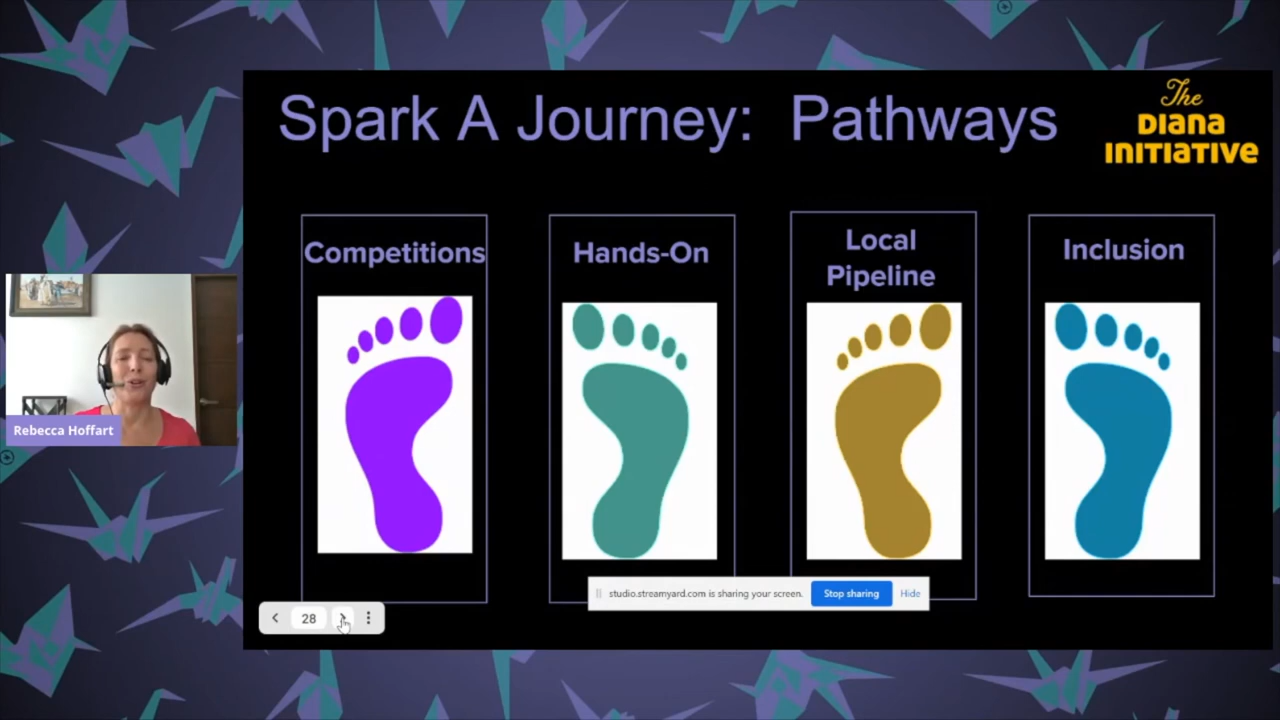 Spark A Journey: Pathways
The
DIANA
INITIATIVE
Competitions
Hands-On
Local
Pipeline
Inclusion
Rebecca Hoffart
studio.streamyard.com is sharing your screen. Stop sharing Hide
28